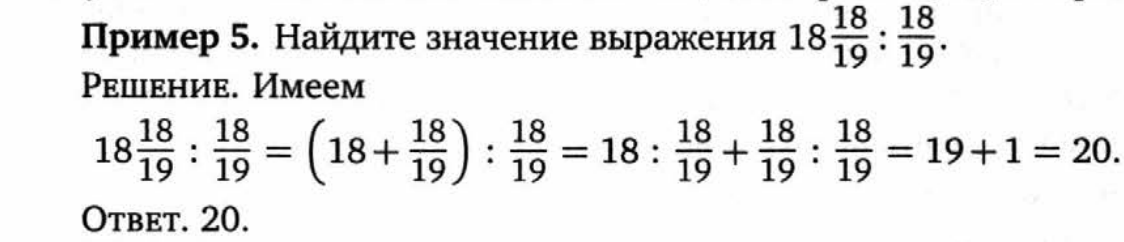 Пример 5. Найдите значение выражения 18 18/19 : 18/19.
Решение. Имеем
18 18/19 : 18/19 = (18 + 18/19) : 18/19 = 18 : 18/19 + 18/19 : 18/19 = 19 + 1 = 20.
Ответ. 20.